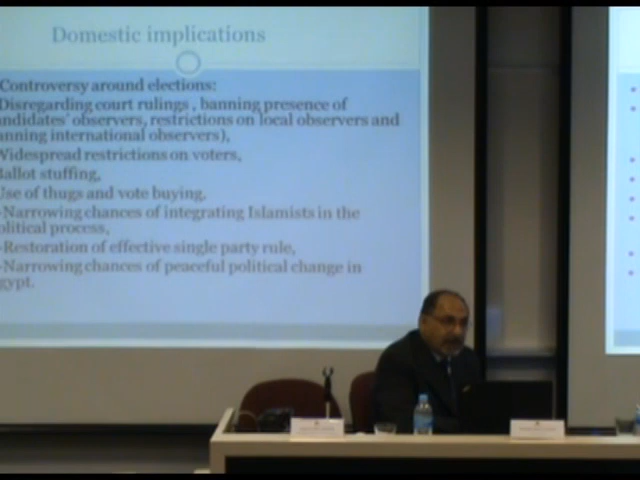 Domestic implications
Controversy around elections:
Disregarding court rulings , banning presence of
andidates' observers, restrictions on local observers and
anning international observers),
Widespread restrictions on voters,
Ballot stuffing,
Use of thugs and vote buying,
-Narrowing chances of integrating Islamists in the
olitical process,
-Restoration of effective single party rule,
-Narrowing chances of peaceful political change in
gypt.